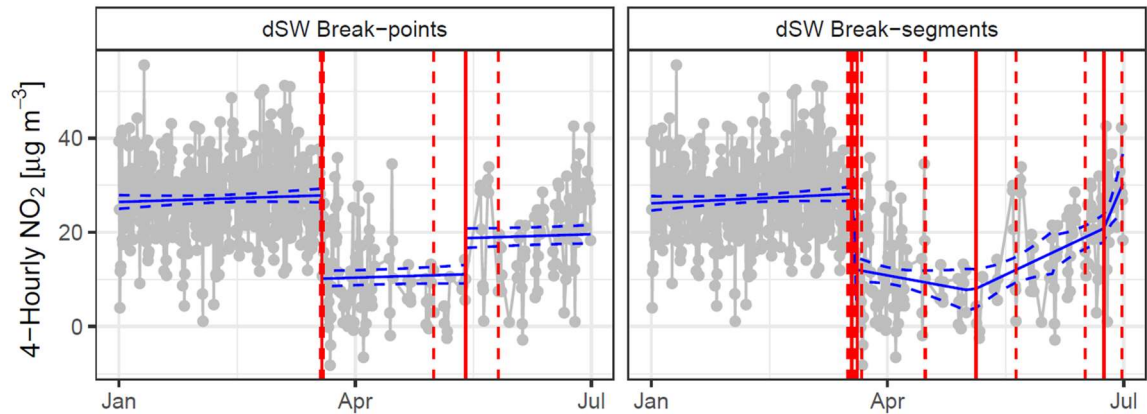 dSW Break−points
dSW Break−segments
4−Hourly NO₂ [µg m⁻³]
40
20
0
Jan
Apr
Jul
Jan
Apr
Jul